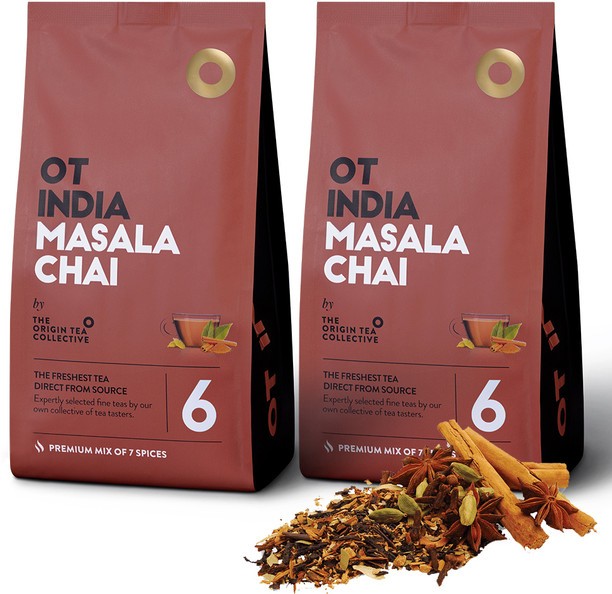 OT
INDIA
MASALA
CHAI
by
THE
ORIGIN TEA
COLLECTIVE
THE FRESHEST TEA
DIRECT FROM SOURCE
Expertly selected fine teas by our
own collective of tea tasters.
6
PREMIUM MIX OF 7 SPICES
OT
OT
INDIA
MASALA
CHAI
by
THE
ORIGIN TEA
COLLECTIVE
THE FRESHEST TEA
DIRECT FROM SOURCE
Expertly selected fine teas by our
own collective of tea tasters.
6
PREMIUM MIX OF 7 SPICES
OT